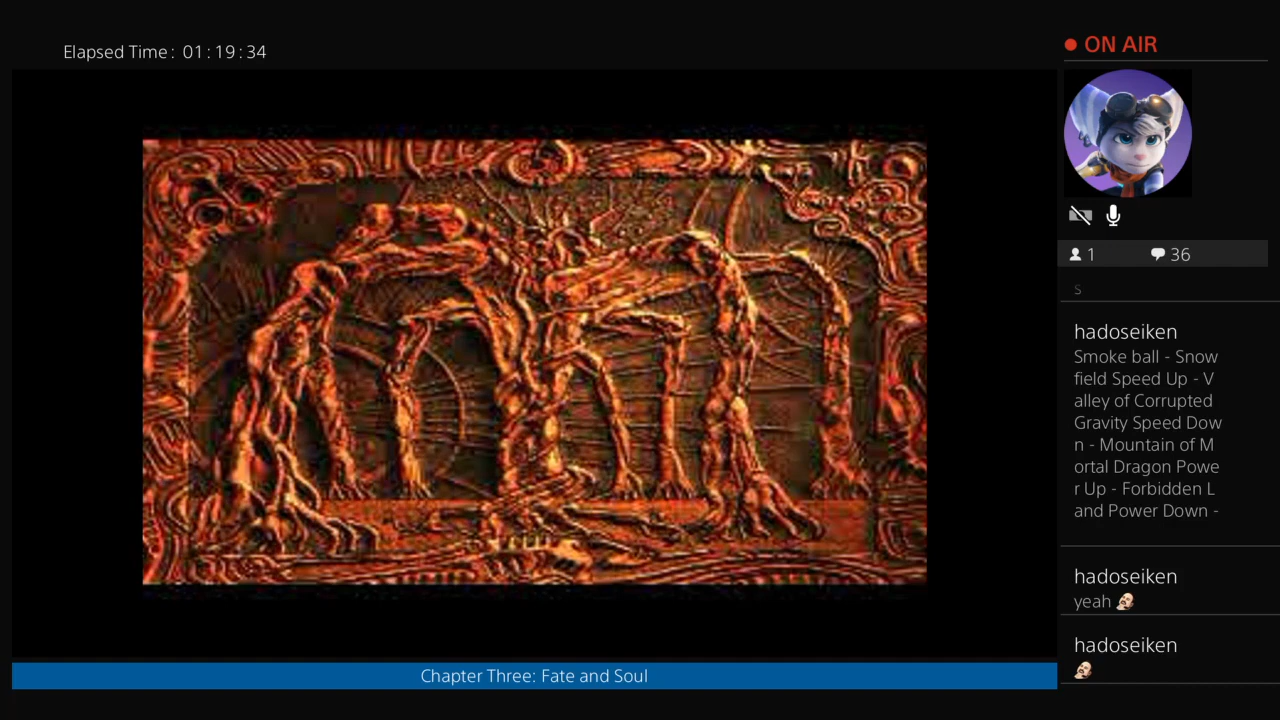 Elapsed Time: 01:19:34
ON AIR
1
36
s
hadoseiken
Smoke ball - Snow
field Speed Up - V
alley of Corrupted
Gravity Speed Dow
n - Mountain of M
ortal Dragon Powe
r Up - Forbidden L
and Power Down -
hadoseiken
yeah
hadoseiken
Chapter Three: Fate and Soul